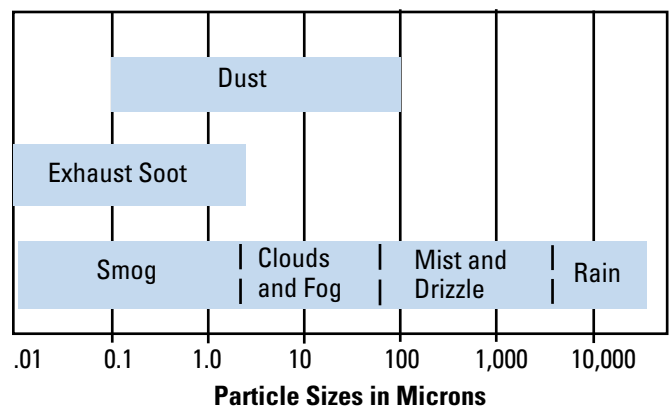 Dust
Exhaust Soot
Smog
Clouds
and Fog
Mist and
Drizzle
Rain
.01 0.1 1.0 10 100 1,000 10,000
Particle Sizes in Microns